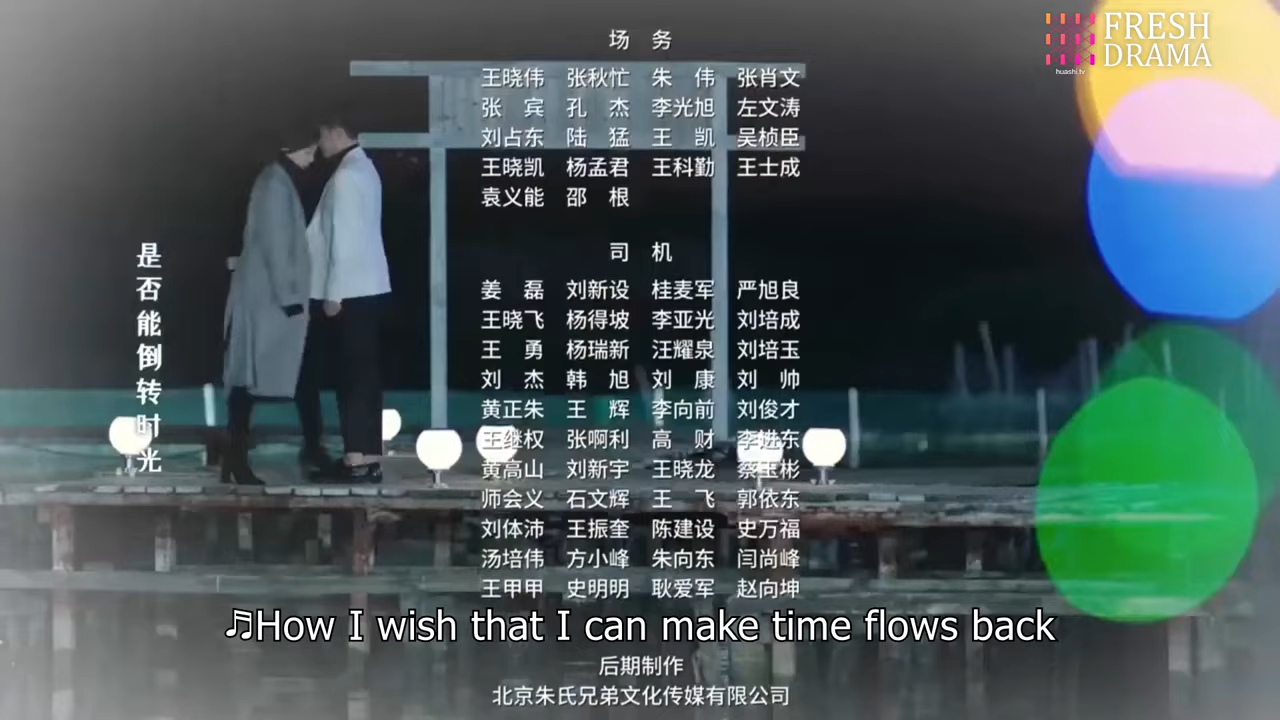 FRESH
DRAMA
huashi.tv
场 务
王晓伟 张秋忙 朱 伟 张肖文
张 宾 孔 杰 李光旭 左文涛
刘占东 陆 猛 王 凯 吴桢臣
王晓凯 杨孟君 王科勤 王士成
袁义能 邵 根
司 机
姜 磊 刘新设 桂麦军 严旭良
王晓飞 杨得坡 李亚光 刘培成
王 勇 杨瑞新 汪耀泉 刘培玉
刘 杰 韩 旭 刘 康 刘 帅
黄正朱 王 辉 李向前 刘俊才
王继权 张啊利 高 财 李进东
黄高山 刘新宇 王晓龙 蔡玉彬
师会义 石文辉 王 飞 郭依东
刘体沛 王振奎 陈建设 史万福
汤培伟 方小峰 朱向东 闫尚峰
王甲甲 史明明 耿爱军 赵向坤
是否能倒转时光
♫How I wish that I can make time flows back
后期制作
北京朱氏兄弟文化传媒有限公司